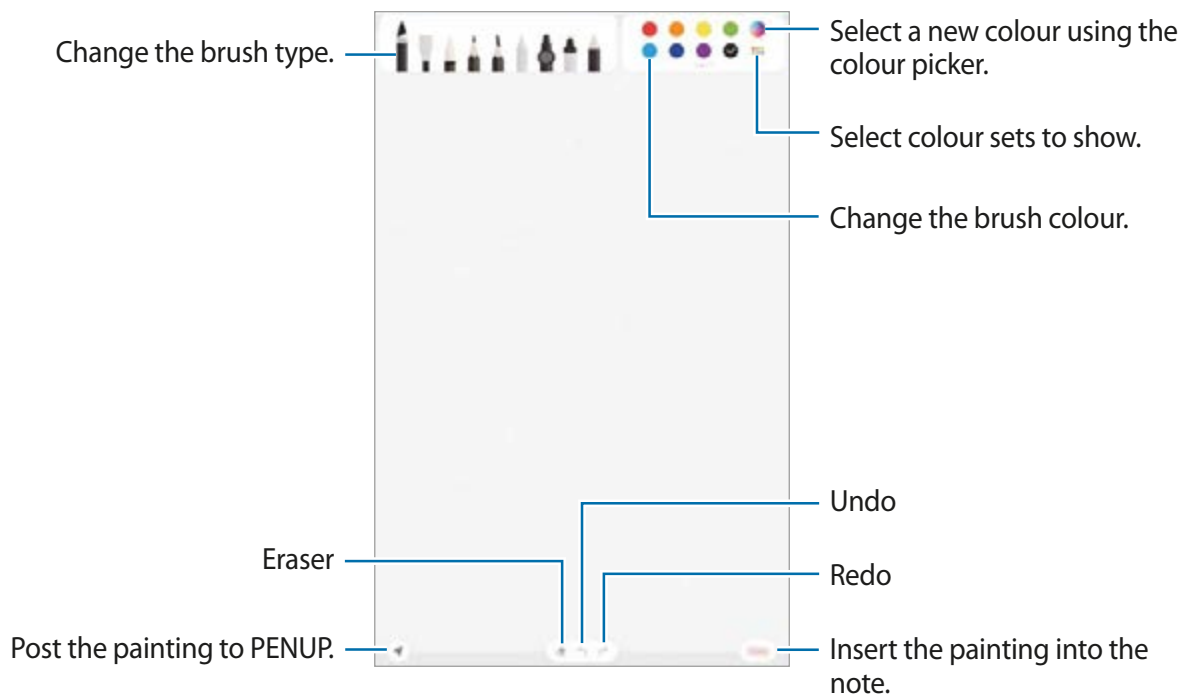 Change the brush type.
Select a new colour using the
colour picker.
Select colour sets to show.
Change the brush colour.
Undo
Eraser
Redo
Post the painting to PENUP.
Insert the painting into the
note.